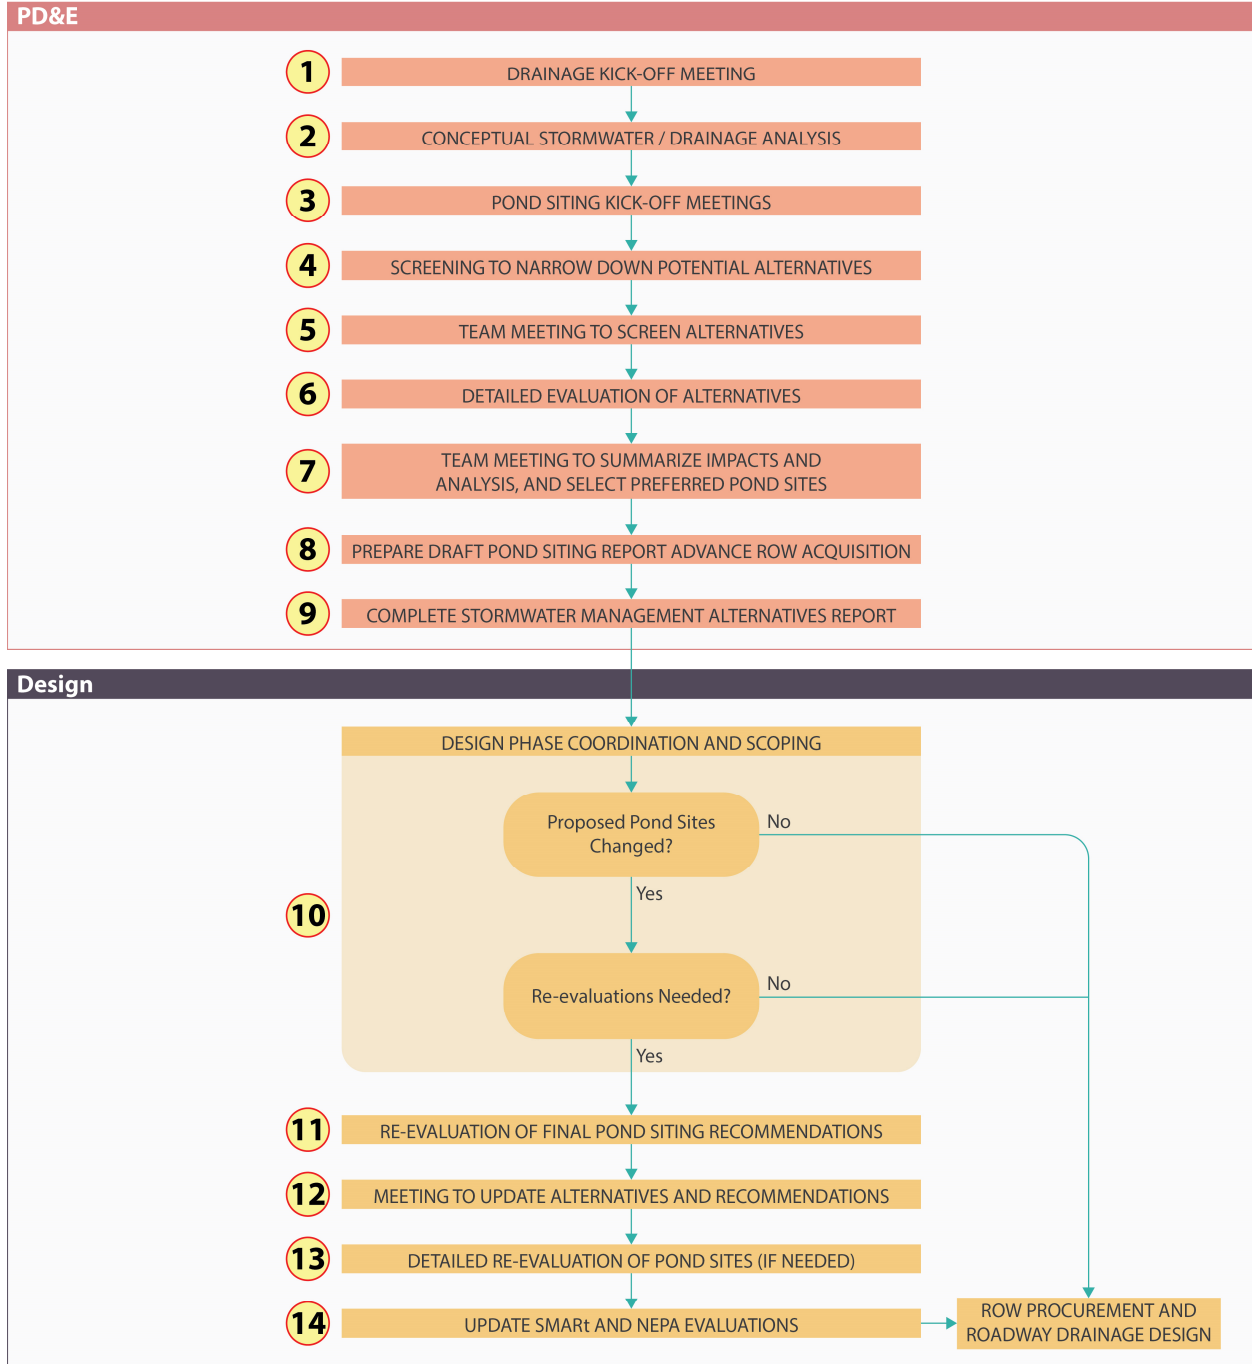 PD&E
1
DRAINAGE KICK-OFF MEETING
2
CONCEPTUAL STORMWATER / DRAINAGE ANALYSIS
3
POND SITING KICK-OFF MEETINGS
4
SCREENING TO NARROW DOWN POTENTIAL ALTERNATIVES
5
TEAM MEETING TO SCREEN ALTERNATIVES
6
DETAILED EVALUATION OF ALTERNATIVES
7
TEAM MEETING TO SUMMARIZE IMPACTS AND
ANALYSIS, AND SELECT PREFERRED POND SITES
8
PREPARE DRAFT POND SITING REPORT ADVANCE ROW ACQUISITION
9
COMPLETE STORMWATER MANAGEMENT ALTERNATIVES REPORT
Design
DESIGN PHASE COORDINATION AND SCOPING
Proposed Pond Sites
Changed?
No
Yes
10
Re-evaluations Needed?
No
Yes
11
RE-EVALUATION OF FINAL POND SITING RECOMMENDATIONS
12
MEETING TO UPDATE ALTERNATIVES AND RECOMMENDATIONS
13
DETAILED RE-EVALUATION OF POND SITES (IF NEEDED)
14
UPDATE SMARt AND NEPA EVALUATIONS
ROW PROCUREMENT AND
ROADWAY DRAINAGE DESIGN